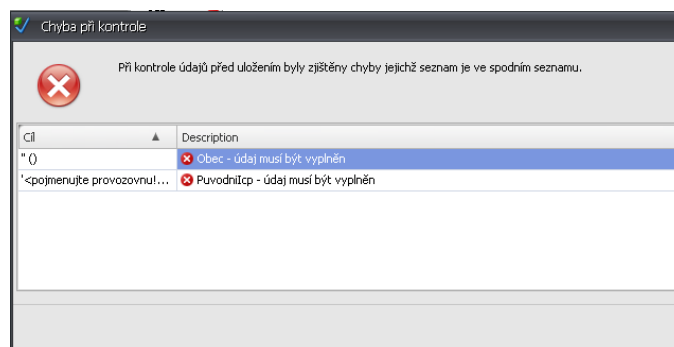 Chyba při kontrole
Při kontrole údajů před uložením byly zjištěny chyby jejichž seznam je ve spodním seznamu.
Cíl Description
'' () Obec - údaj musí být vyplněn
'<pojmenujte provozovnu!... PuvodniIcp - údaj musí být vyplněn